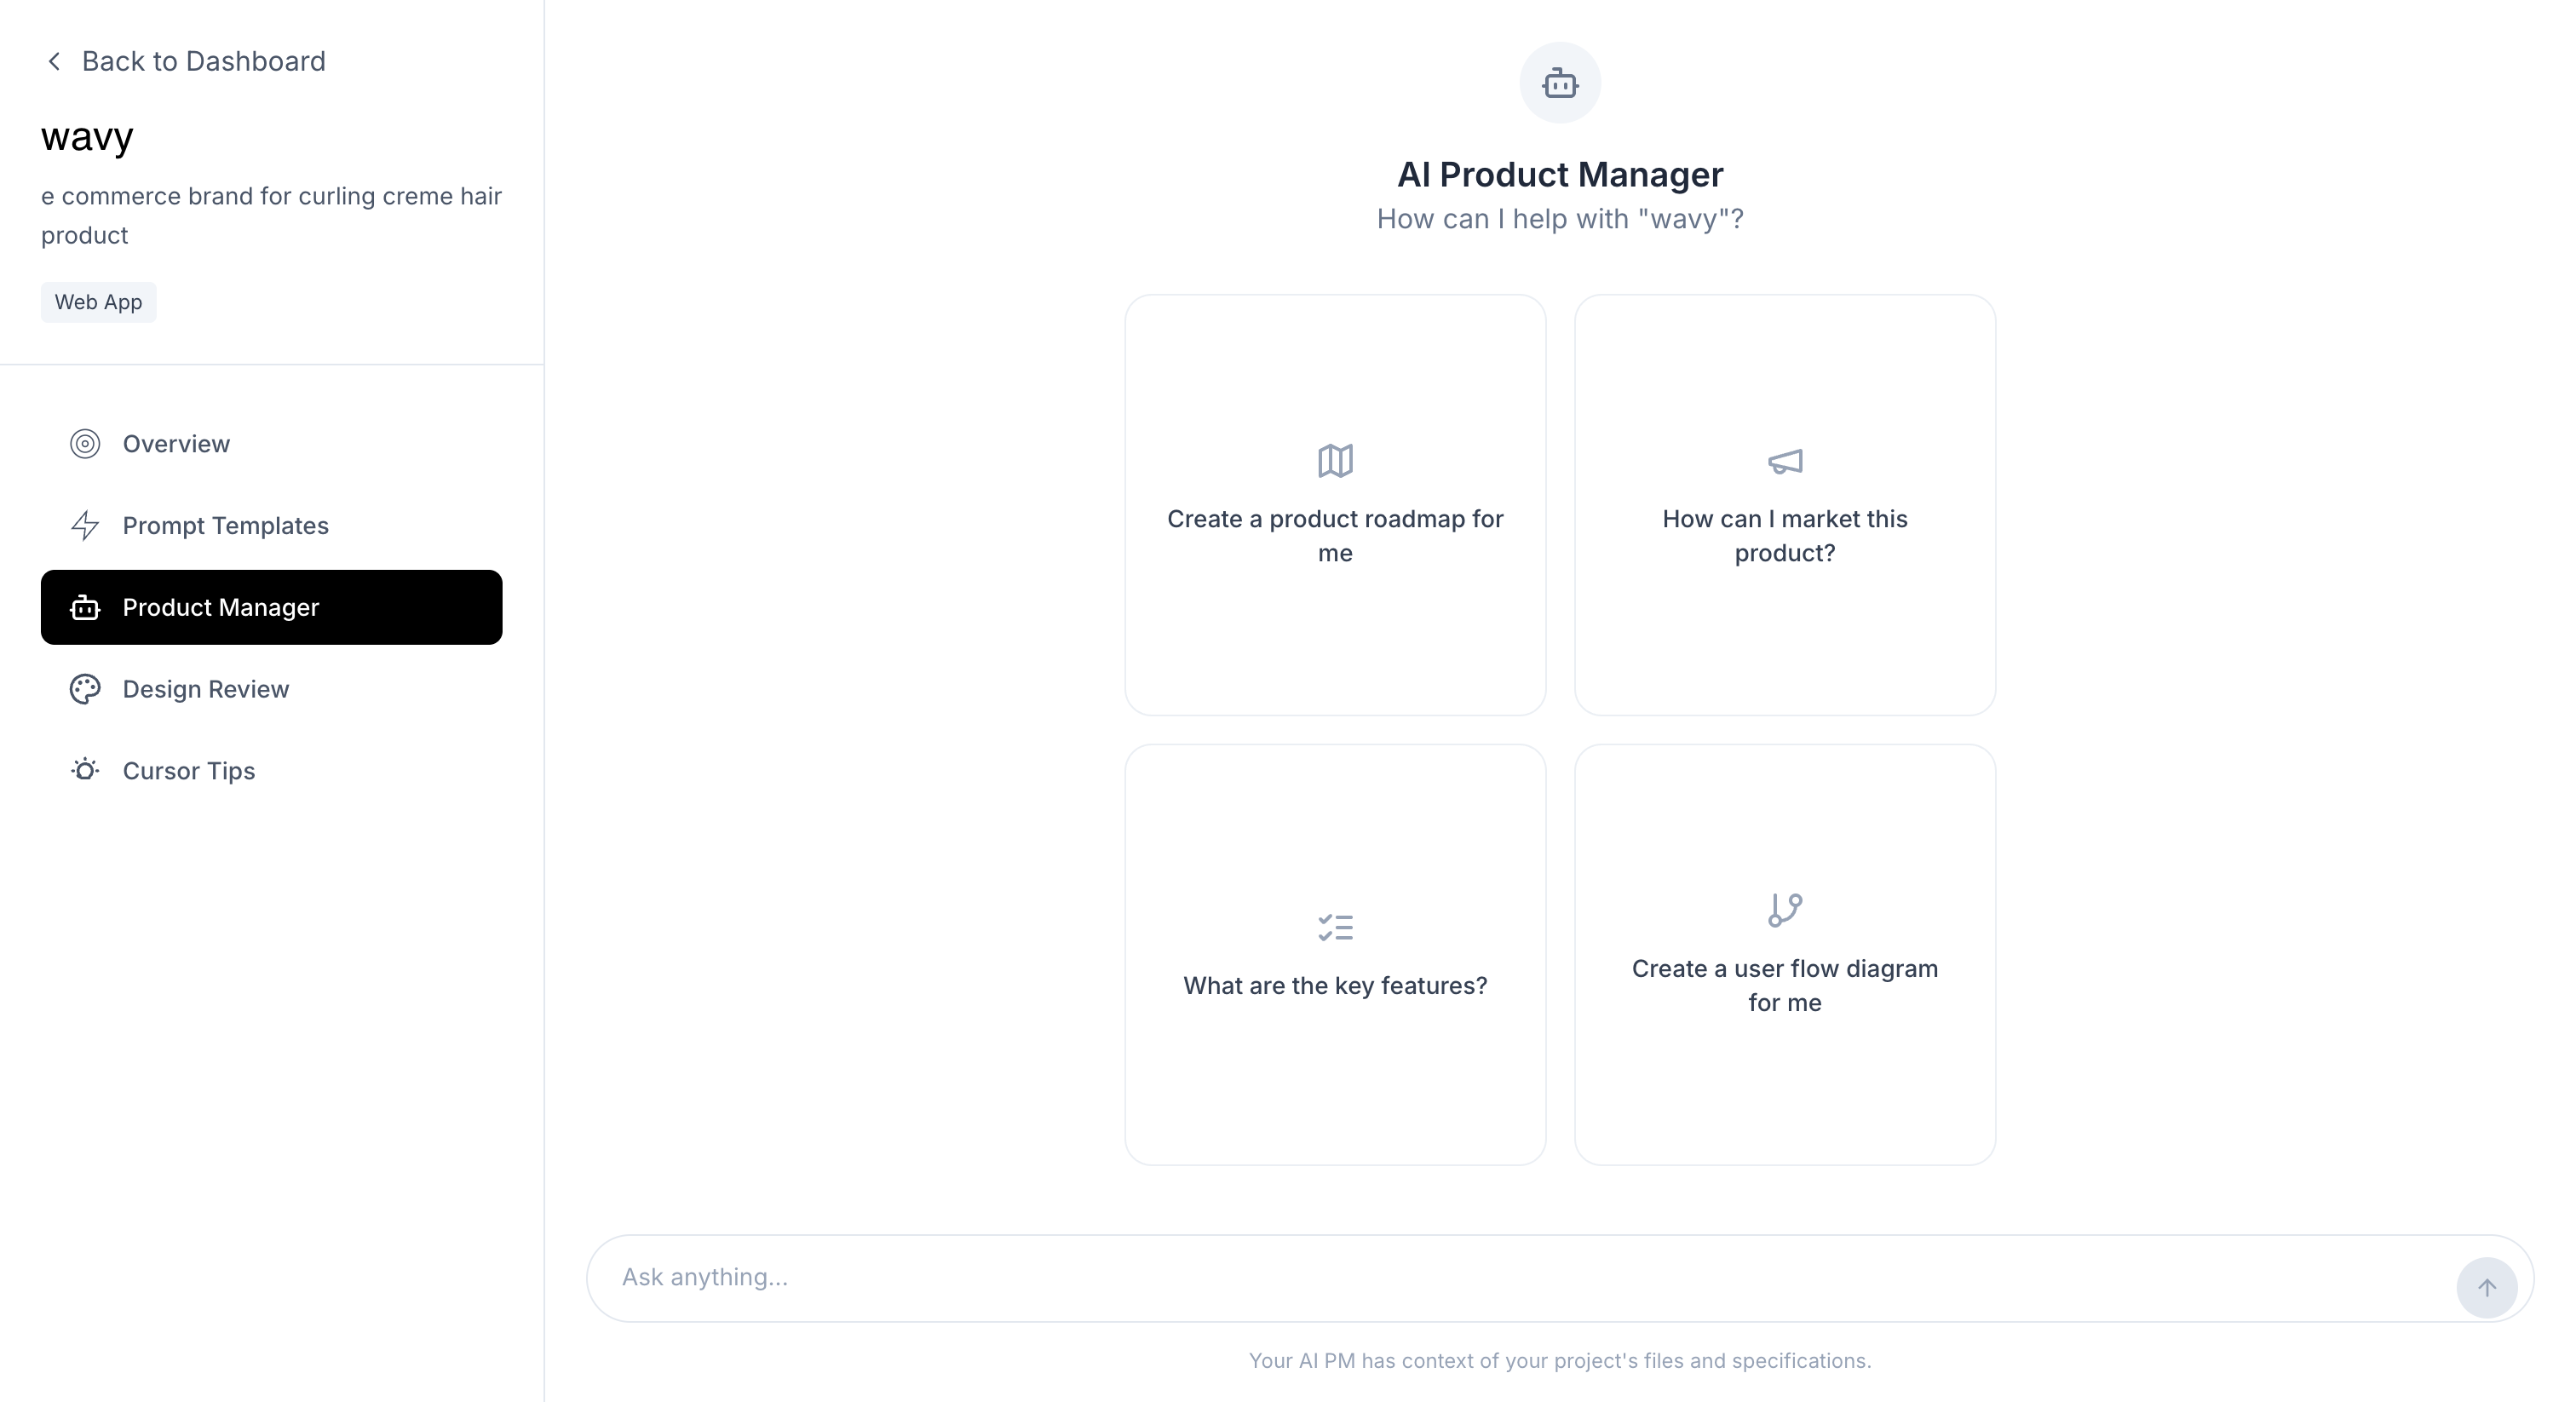 Back to Dashboard
wavy
e commerce brand for curling creme hair
product
Web App
Overview
Prompt Templates
Product Manager
Design Review
Cursor Tips
AI Product Manager
How can I help with "wavy"?
Create a product roadmap for
me
How can I market this
product?
What are the key features?
Create a user flow diagram
for me
Ask anything...
Your AI PM has context of your project's files and specifications.